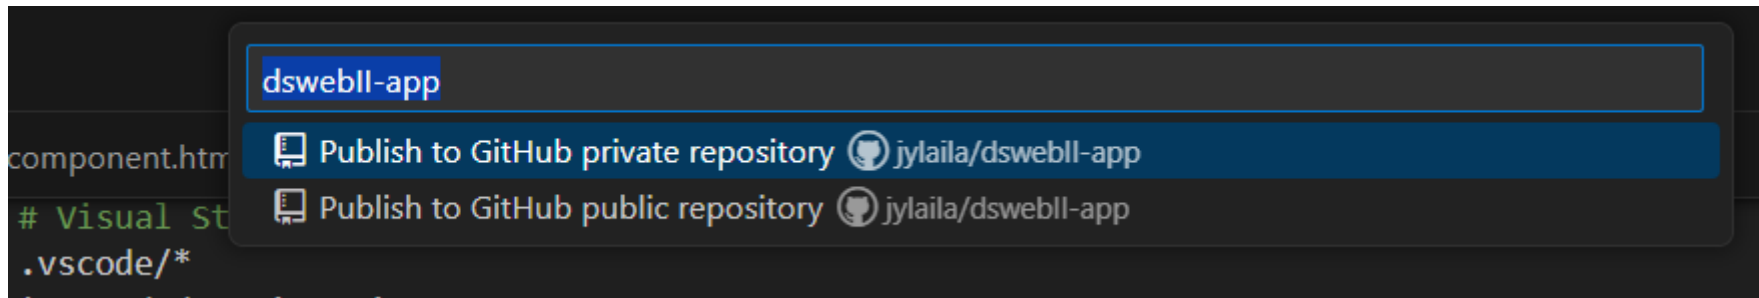 dswebII-app
Publish to GitHub private repository jylaila/dswebII-app
component.htm
Publish to GitHub public repository jylaila/dswebII-app
# Visual St
.vscode/*